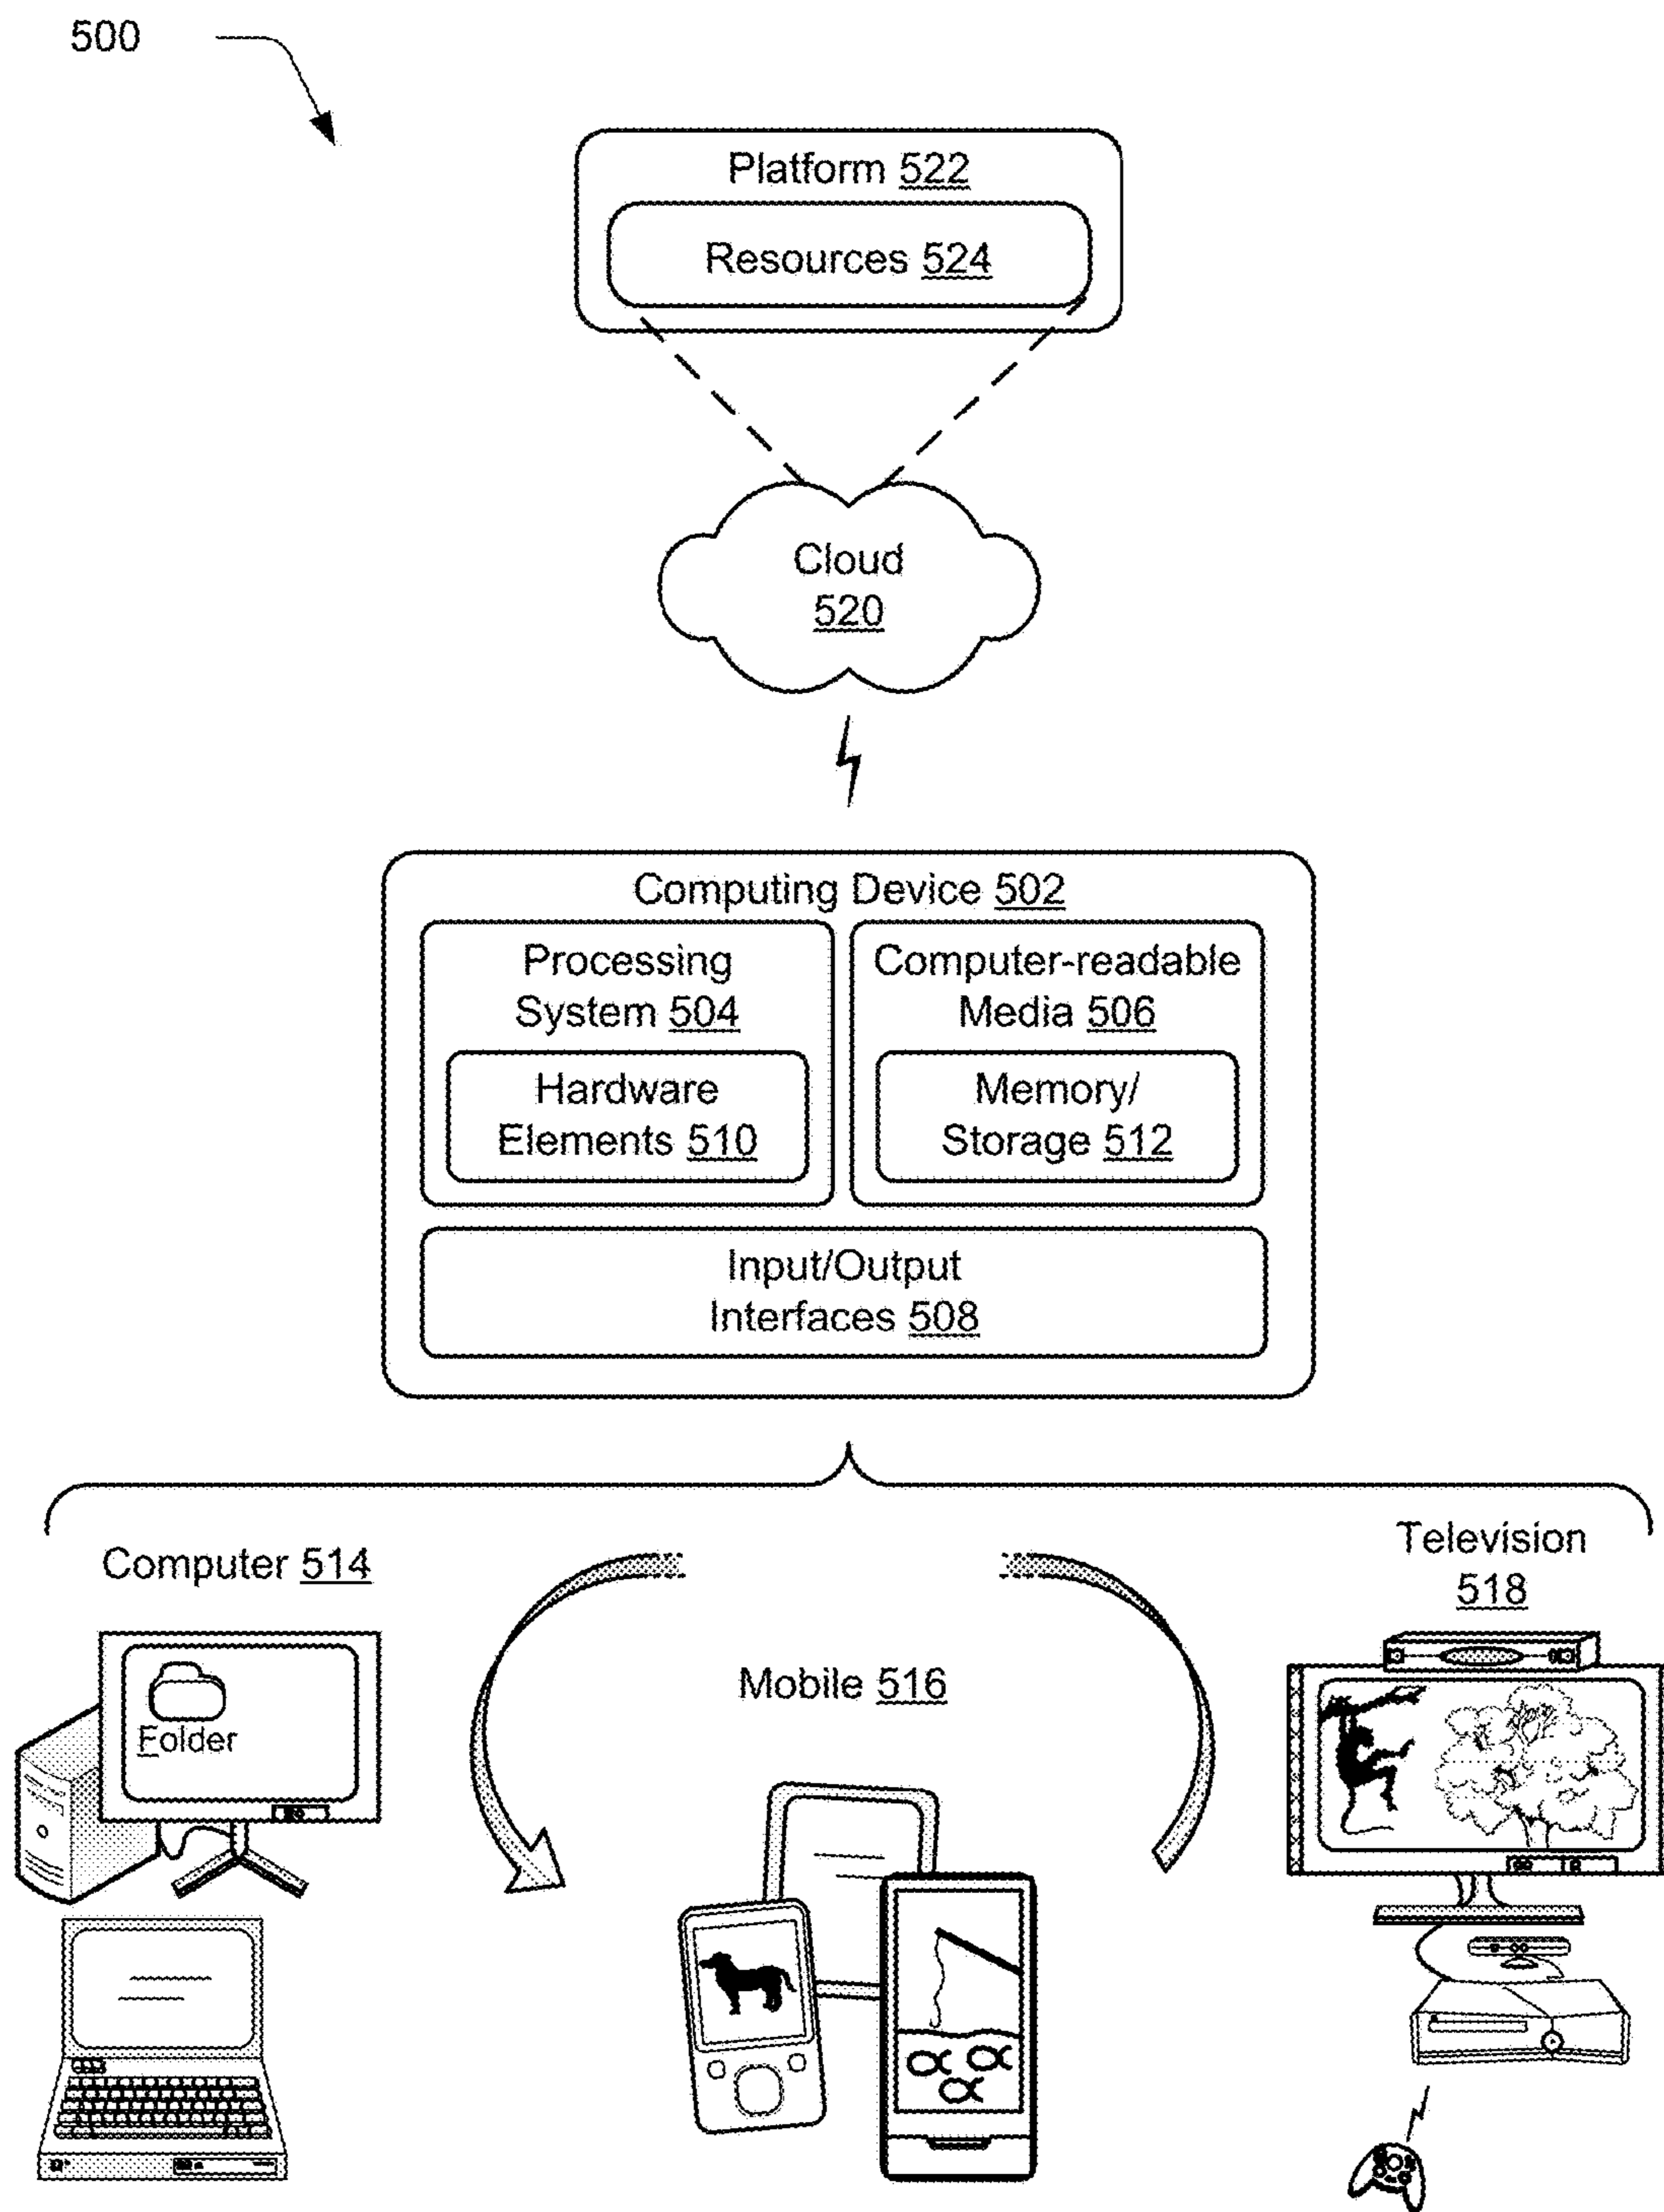 500
Platform 522
Resources 524
Cloud
520
Computing Device 502
Processing
System 504
Hardware
Elements 510
Computer-readable
Media 506
Memory/
Storage 512
Input/Output
Interfaces 508
Computer 514
Folder
Mobile 516
Television
518